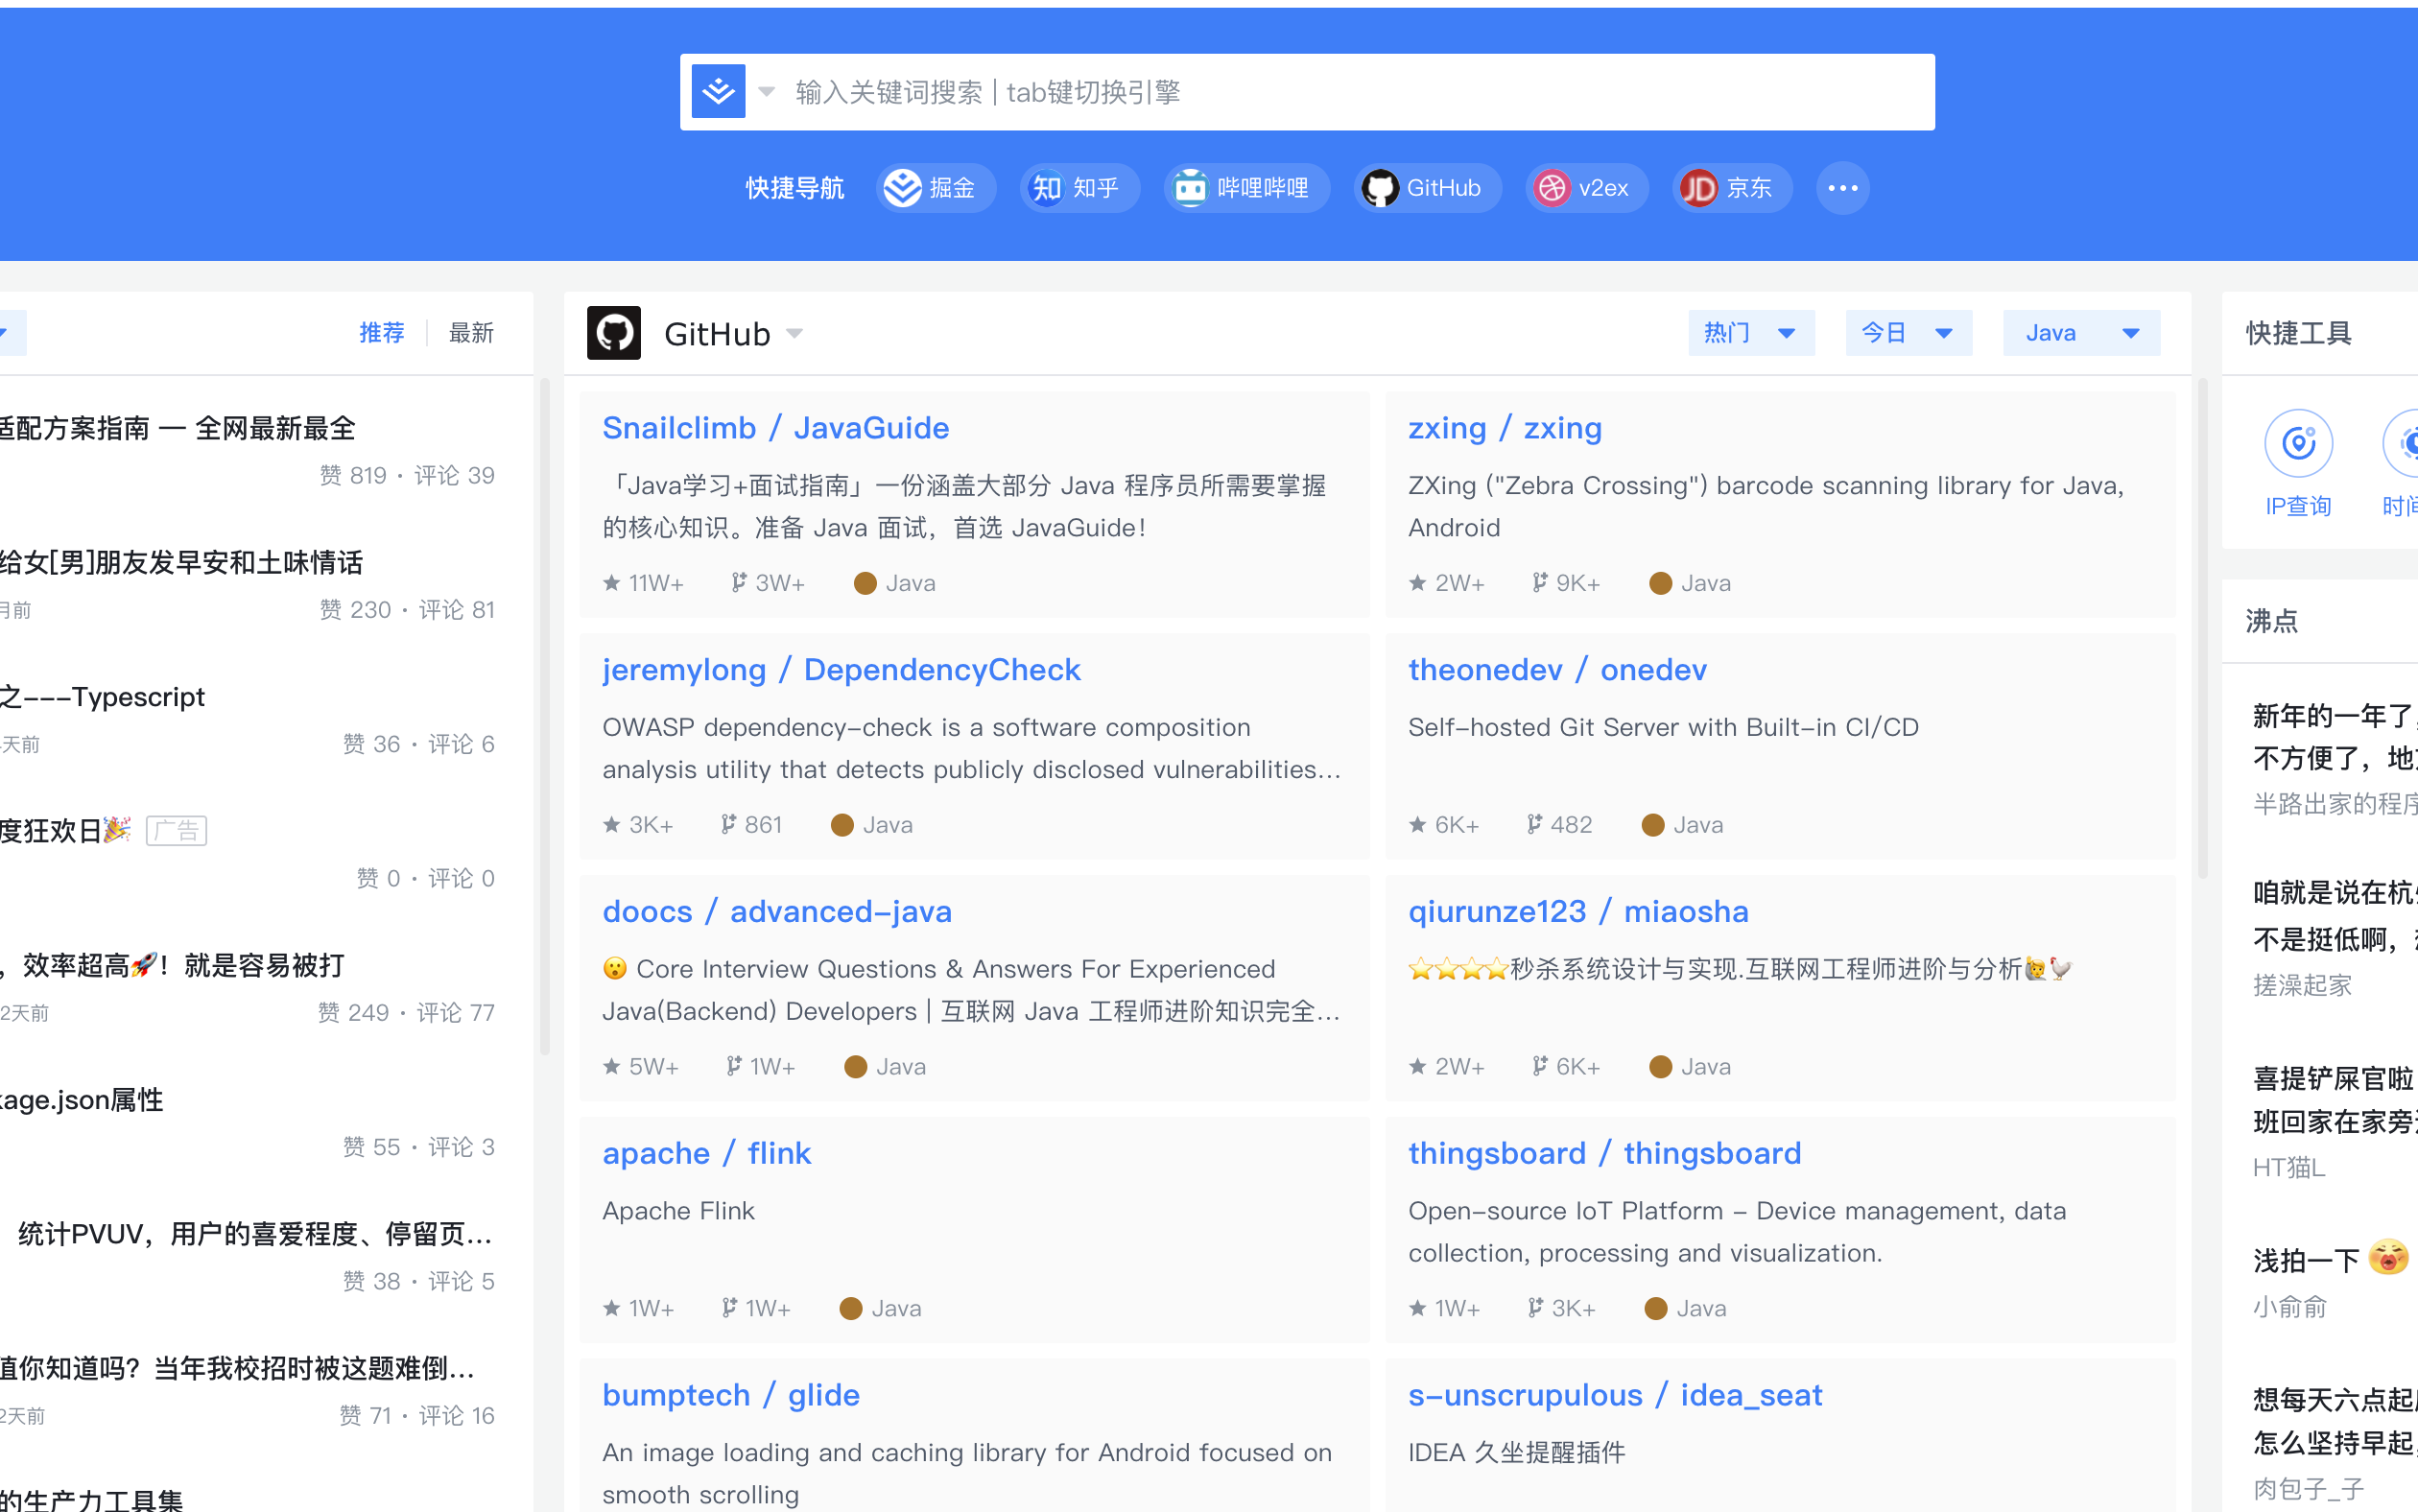 输入关键词搜索 | tab键切换引擎
快捷导航 掘金 知乎 哔哩哔哩 GitHub v2ex 京东
推荐 最新
适配方案指南 — 全网最新最全
赞 819 · 评论 39
给女[男]朋友发早安和土味情话
月前 赞 230 · 评论 81
之---Typescript
天前 赞 36 · 评论 6
度狂欢日🎉 广告
赞 0 · 评论 0
，效率超高🚀！就是容易被打
2天前 赞 249 · 评论 77
kage.json属性
赞 55 · 评论 3
统计PVUV，用户的喜爱程度、停留页...
赞 38 · 评论 5
值你知道吗？当年我校招时被这题难倒...
2天前 赞 71 · 评论 16
的生产力工具集
GitHub 热门 今日 Java
Snailclimb / JavaGuide
「Java学习+面试指南」一份涵盖大部分 Java 程序员所需要掌握
的核心知识。准备 Java 面试，首选 JavaGuide！
11W+ 3W+ Java
zxing / zxing
ZXing ("Zebra Crossing") barcode scanning library for Java,
Android
2W+ 9K+ Java
jeremylong / DependencyCheck
OWASP dependency-check is a software composition
analysis utility that detects publicly disclosed vulnerabilities...
3K+ 861 Java
theonedev / onedev
Self-hosted Git Server with Built-in CI/CD
6K+ 482 Java
doocs / advanced-java
😮 Core Interview Questions & Answers For Experienced
Java(Backend) Developers | 互联网 Java 工程师进阶知识完全...
5W+ 1W+ Java
qiurunze123 / miaosha
⭐⭐⭐⭐秒杀系统设计与实现.互联网工程师进阶与分析🙋🐓
2W+ 6K+ Java
apache / flink
Apache Flink
1W+ 1W+ Java
thingsboard / thingsboard
Open-source IoT Platform - Device management, data
collection, processing and visualization.
1W+ 3K+ Java
bumptech / glide
An image loading and caching library for Android focused on
smooth scrolling
s-unscrupulous / idea_seat
IDEA 久坐提醒插件
快捷工具
IP查询 时间
沸点
新年的一年了，
不方便了，地
半路出家的程序
咱就是说在杭
不是挺低啊，
搓澡起家
喜提铲屎官啦
班回家在家旁
HT猫L
浅拍一下
小俞俞
想每天六点起
怎么坚持早起，
肉包子_子